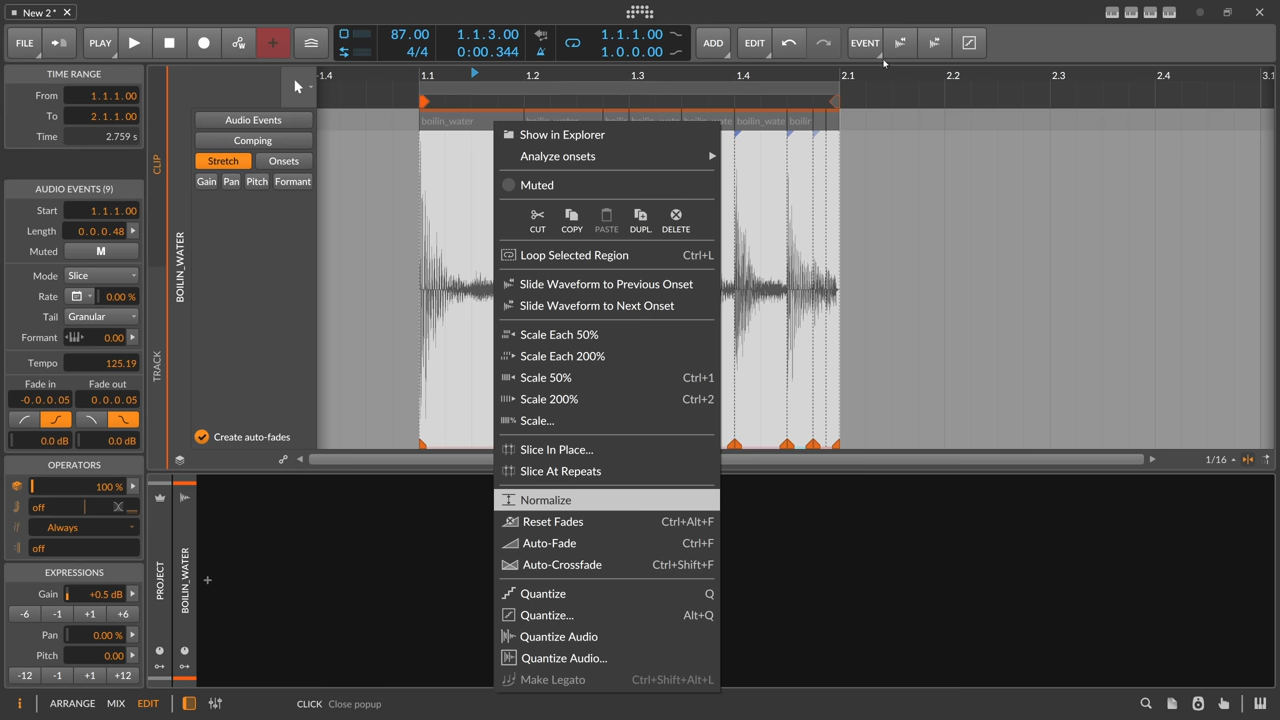 New 2*
FILE
PLAY
87.00
4/4
1.1.3.00
0:00.344
1.1.1.00
1.0.0.00
ADD
EDIT
EVENT
TIME RANGE
From 1.1.1.00
To 2.1.1.00
Time 2.759 s
AUDIO EVENTS (9)
Start 1.1.1.00
Length 0.0.0.48
Muted M
Mode Slice
Rate 0.00 %
Tail Granular
Formant 0.00
Tempo 125.19
Fade in Fade out
-0.0.0.05 0.0.0.05
0.0 dB 0.0 dB
OPERATORS
100 %
off
Always
off
EXPRESSIONS
Gain +0.5 dB
-6 -1 +1 +6
Pan 0.00 %
Pitch 0.00
-12 -1 +1 +12
CLIP
TRACK
BOILIN_WATER
Audio Events
Comping
Stretch Onsets
Gain Pan Pitch Formant
Create auto-fades
1.4 1.1 1.2 1.3 1.4 2.1 2.2 2.3 2.4 3.1
boilin_water boilin_water boilin boilin_wate boilin_wate boilin_wate boilir
Show in Explorer
Analyze onsets
Muted
CUT COPY PASTE DUPL. DELETE
Loop Selected Region Ctrl+L
Slide Waveform to Previous Onset
Slide Waveform to Next Onset
Scale Each 50%
Scale Each 200%
Scale 50% Ctrl+1
Scale 200% Ctrl+2
Scale...
Slice In Place...
Slice At Repeats
Normalize
Reset Fades Ctrl+Alt+F
Auto-Fade Ctrl+F
Auto-Crossfade Ctrl+Shift+F
Quantize Q
Quantize... Alt+Q
Quantize Audio
Quantize Audio...
Make Legato Ctrl+Shift+Alt+L
1/16
PROJECT
BOILIN_WATER
+
i
ARRANGE MIX EDIT
CLICK Close popup